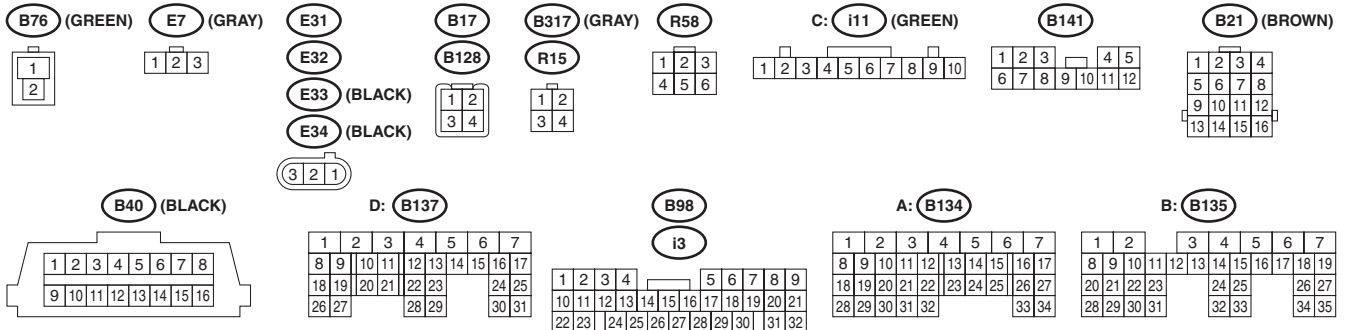 B76 (GREEN) E7 (GRAY) E31 B17 B317 (GRAY) R58 C: i11 (GREEN) B141 B21 (BROWN)
E32 B128 R15
E33 (BLACK)
E34 (BLACK)
1
2
1 2 3
3 2 1
1 2
3 4
1 2
3 4
1 2 3
4 5 6
1 2 3 4 5 6 7 8 9 10
1 2 3 4 5
6 7 8 9 10 11 12
1 2 3 4
5 6 7 8
9 10 11 12
13 14 15 16
B40 (BLACK) D: B137 B98 A: B134 B: B135
i3
1 2 3 4 5 6 7 8
9 10 11 12 13 14 15 16
1 2 3 4 5 6 7
8 9 10 11 12 13 14 15 16 17
18 19 20 21 22 23 24 25
26 27 28 29 30 31
1 2 3 4 5 6 7 8 9
10 11 12 13 14 15 16 17 18 19 20 21
22 23 24 25 26 27 28 29 30 31 32
1 2 3 4 5 6 7
8 9 10 11 12 13 14 15 16 17
18 19 20 21 22 23 24 25 26 27
28 29 30 31 32 33 34
1 2 3 4 5 6 7
8 9 10 11 12 13 14 15 16 17 18 19
20 21 22 23 24 25 26 27
28 29 30 31 32 33 34 35